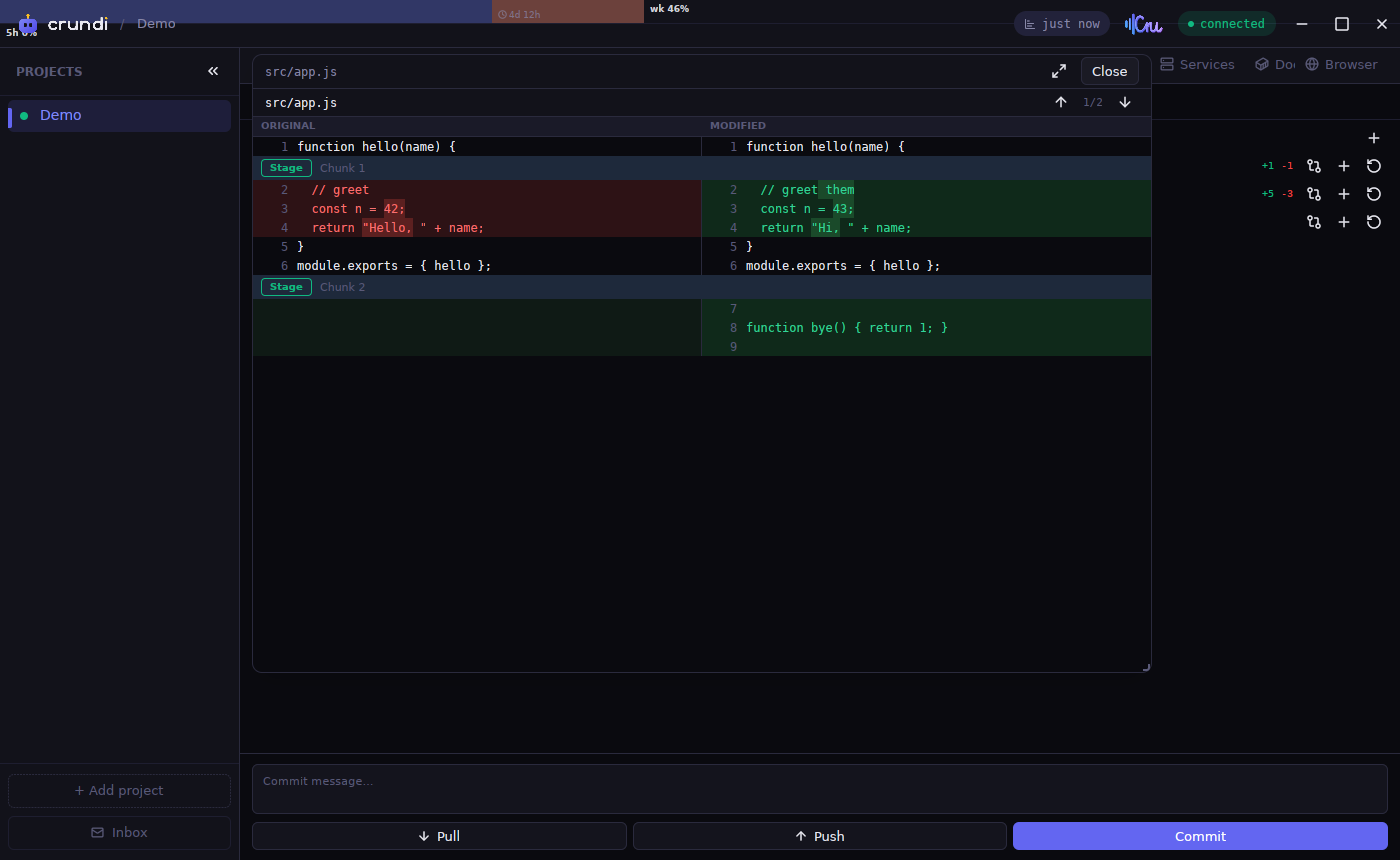 4d 12h
wk 46%
5h 0%
crundi / Demo
just now
Cru
connected
PROJECTS
Demo
Services
Doc
Browser
src/app.js
Close
src/app.js
1/2
ORIGINAL
MODIFIED
1 function hello(name) {
1 function hello(name) {
Stage Chunk 1
2 // greet
2 // greet them
3 const n = 42;
3 const n = 43;
4 return "Hello, " + name;
4 return "Hi, " + name;
5 }
5 }
6 module.exports = { hello };
6 module.exports = { hello };
Stage Chunk 2
7
8 function bye() { return 1; }
9
+1 -1
+5 -3
Commit message...
+ Add project
Inbox
Pull
Push
Commit